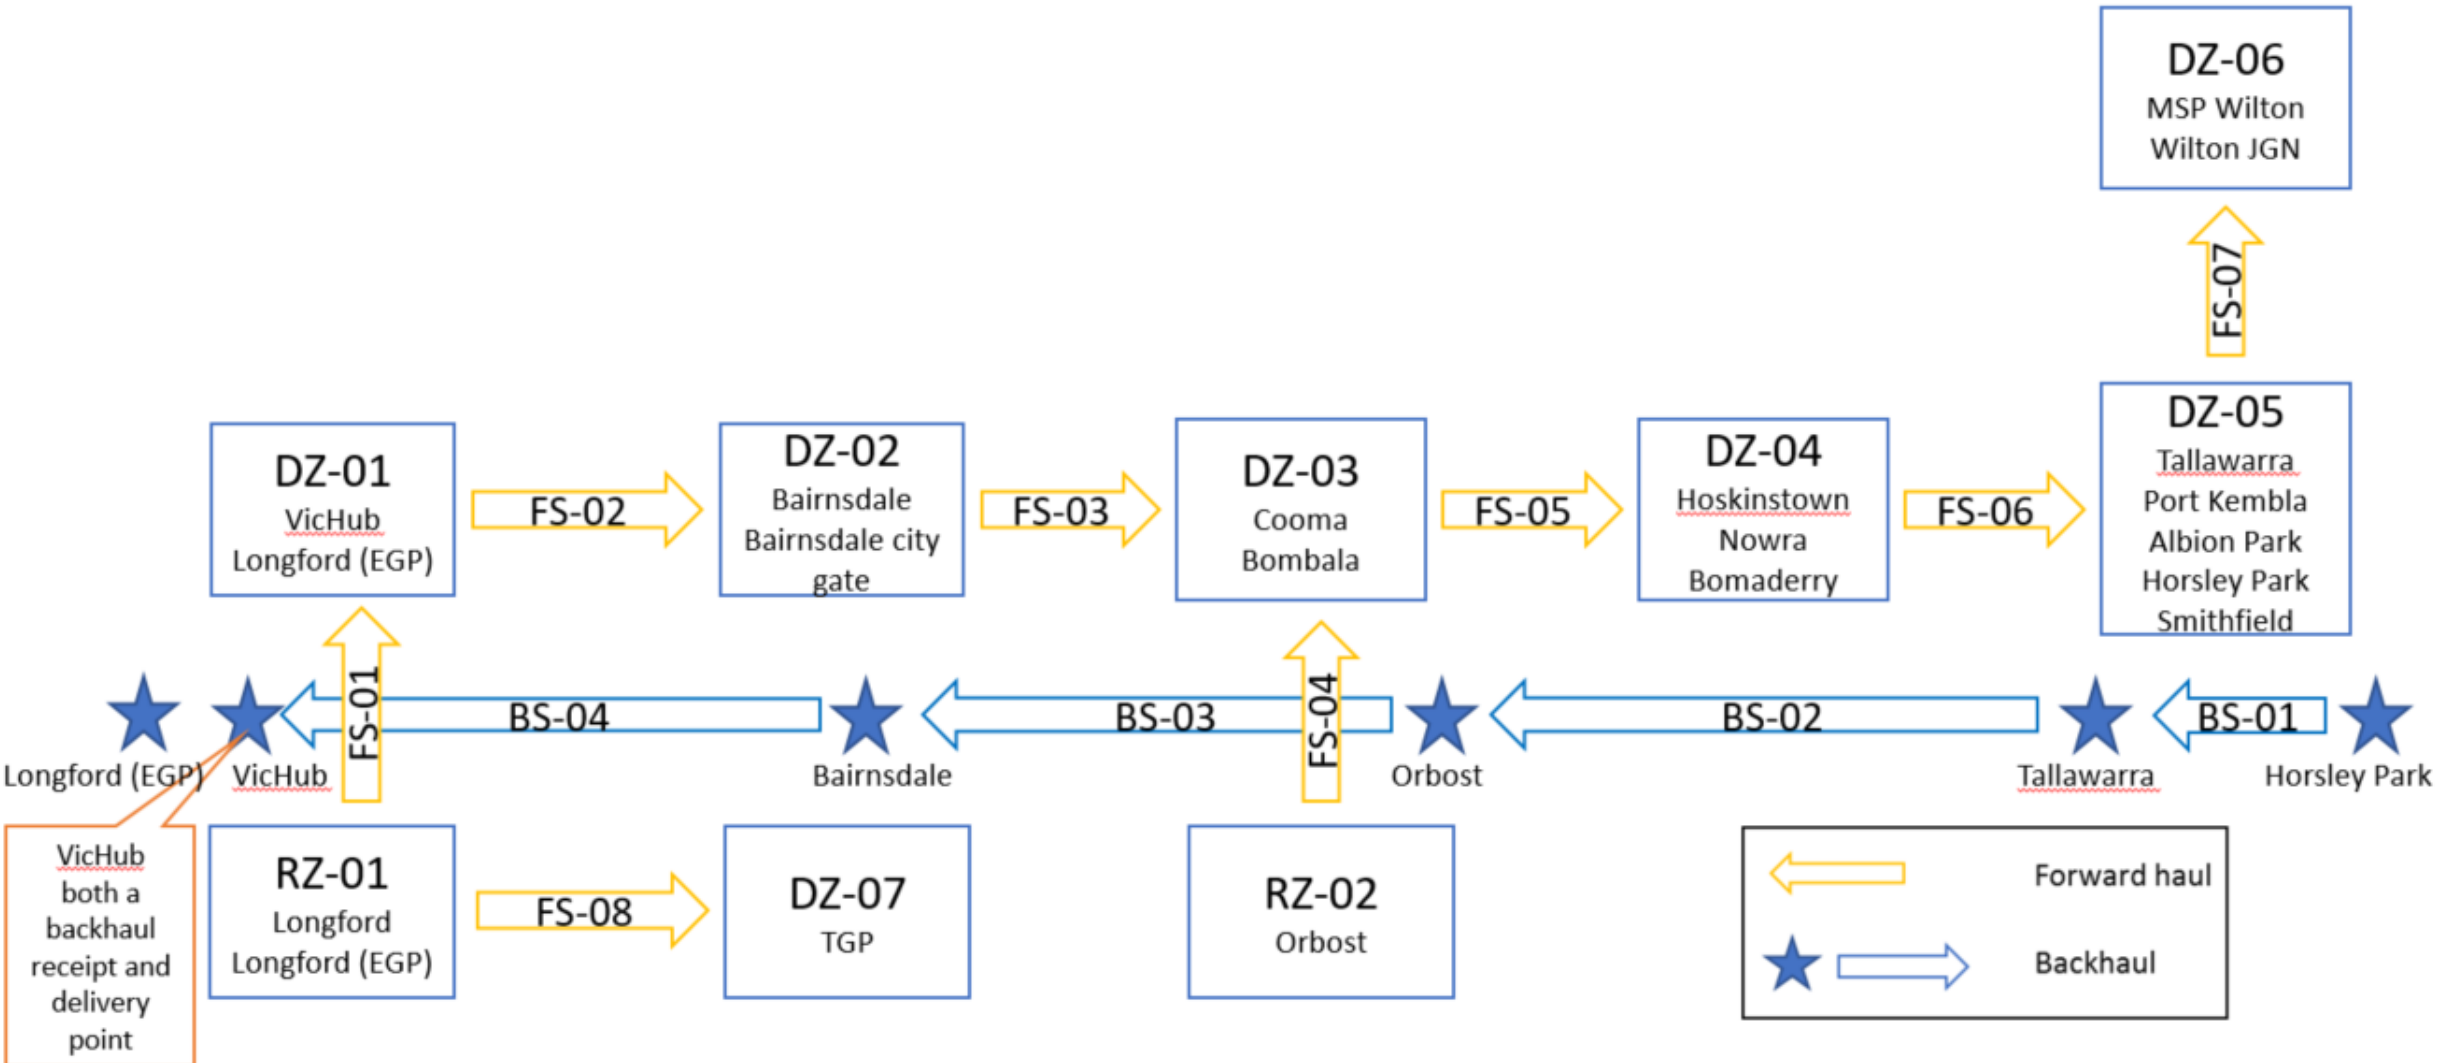 DZ-06
MSP Wilton
Wilton JGN
FS-07
DZ-01
VicHub
Longford (EGP)
FS-02
DZ-02
Bairnsdale
Bairnsdale city
gate
FS-03
DZ-03
Cooma
Bombala
FS-05
DZ-04
Hoskinstown
Nowra
Bomaderry
FS-06
DZ-05
Tallawarra
Port Kembla
Albion Park
Horsley Park
Smithfield
Longford (EGP)
VicHub
FS-01
BS-04
Bairnsdale
BS-03
FS-04
Orbost
BS-02
Tallawarra
BS-01
Horsley Park
VicHub
both a
backhaul
receipt and
delivery
point
RZ-01
Longford
Longford (EGP)
FS-08
DZ-07
TGP
RZ-02
Orbost
Forward haul
Backhaul